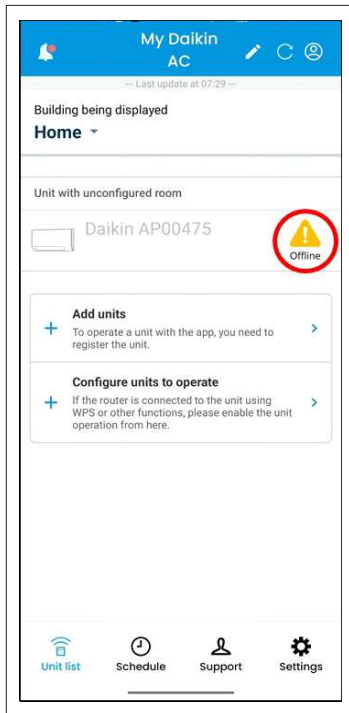 My Daikin
AC
— Last update at 07:29 —
Building being displayed
Home
Unit with unconfigured room
Daikin AP00475
Offline
Add units
To operate a unit with the app, you need to
register the unit.
Configure units to operate
If the router is connected to the unit using
WPS or other functions, please enable the unit
operation from here.
Unit list Schedule Support Settings